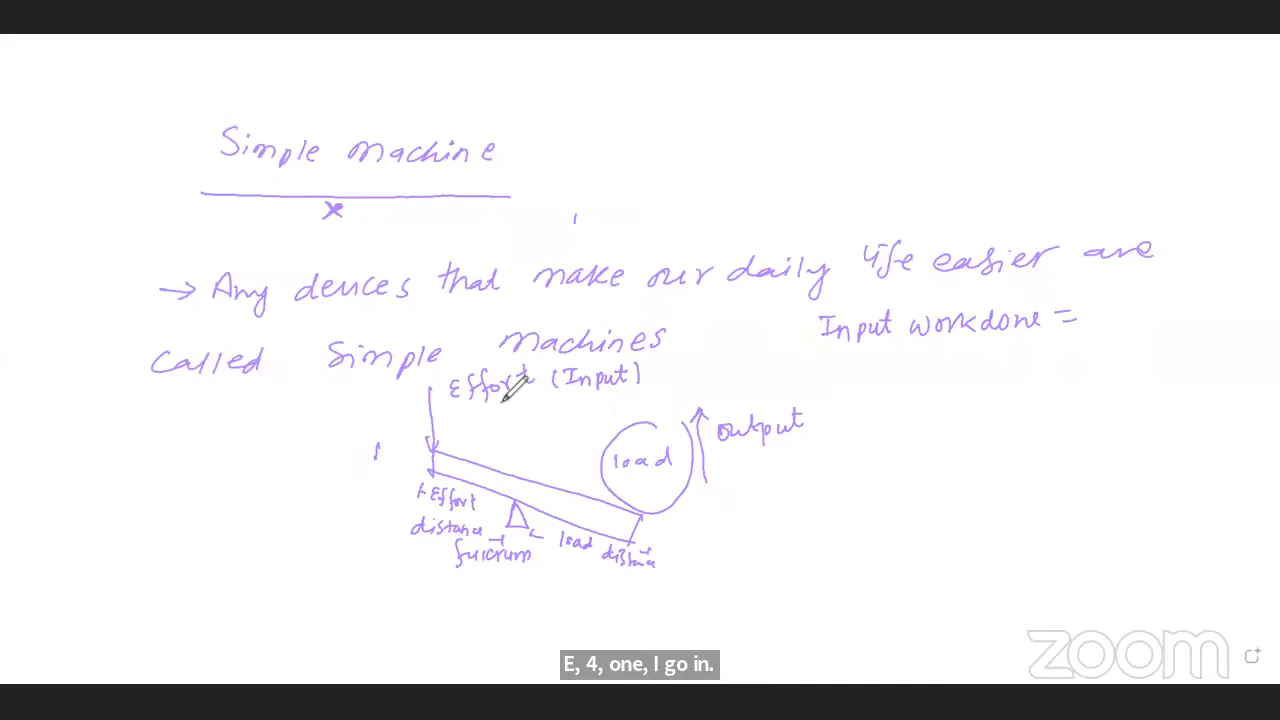 Simple machine
→ Any devices that make our daily life easier are
Input workdone =
called simple machines
Effort (Input)
output
load
Effort
distance
load distance
fulcrum
E, 4, one, I go in.
zoom